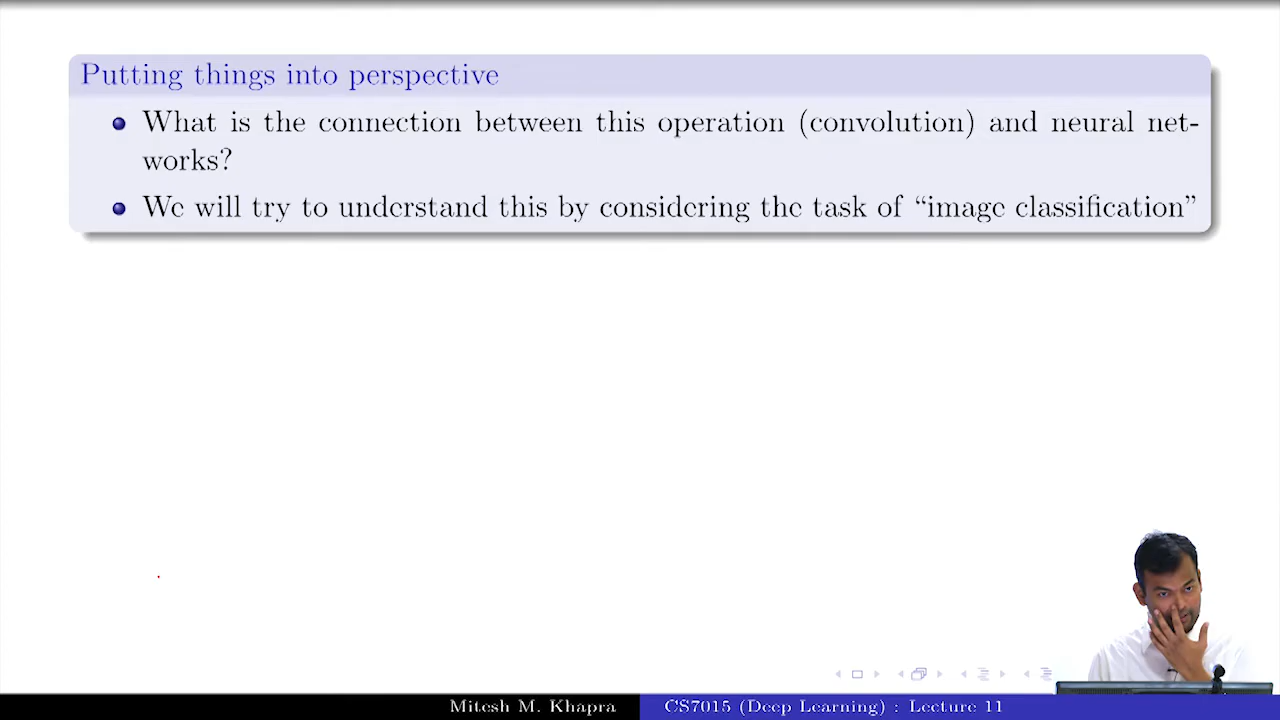 Putting things into perspective
What is the connection between this operation (convolution) and neural net-
works?
We will try to understand this by considering the task of “image classification”
Mitesh M. Khapra
CS7015 (Deep Learning) : Lecture 11